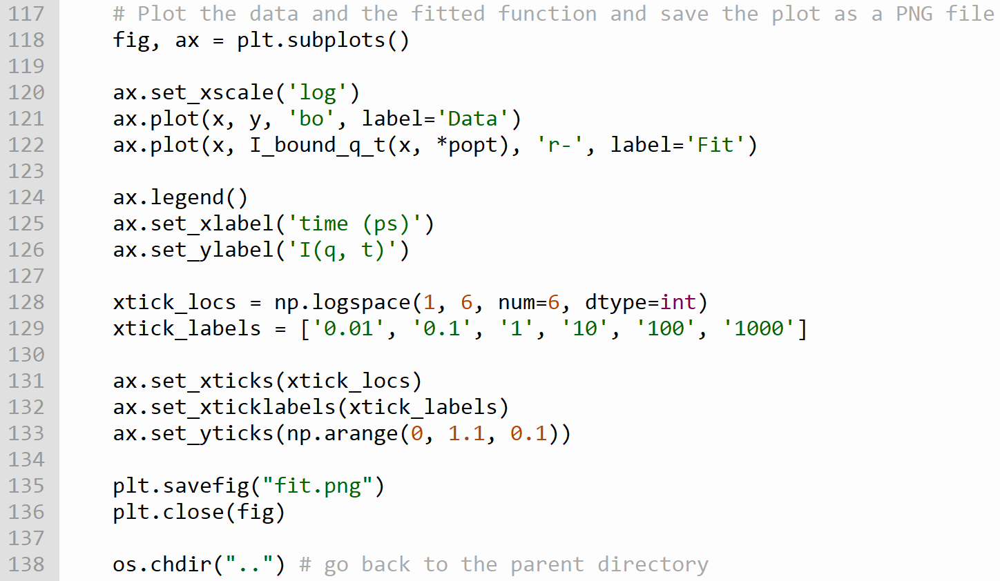 117 # Plot the data and the fitted function and save the plot as a PNG file
118 fig, ax = plt.subplots()
119
120 ax.set_xscale('log')
121 ax.plot(x, y, 'bo', label='Data')
122 ax.plot(x, I_bound_q_t(x, *popt), 'r-', label='Fit')
123
124 ax.legend()
125 ax.set_xlabel('time (ps)')
126 ax.set_ylabel('I(q, t)')
127
128 xtick_locs = np.logspace(1, 6, num=6, dtype=int)
129 xtick_labels = ['0.01', '0.1', '1', '10', '100', '1000']
130
131 ax.set_xticks(xtick_locs)
132 ax.set_xticklabels(xtick_labels)
133 ax.set_yticks(np.arange(0, 1.1, 0.1))
134
135 plt.savefig("fit.png")
136 plt.close(fig)
137
138 os.chdir("..") # go back to the parent directory